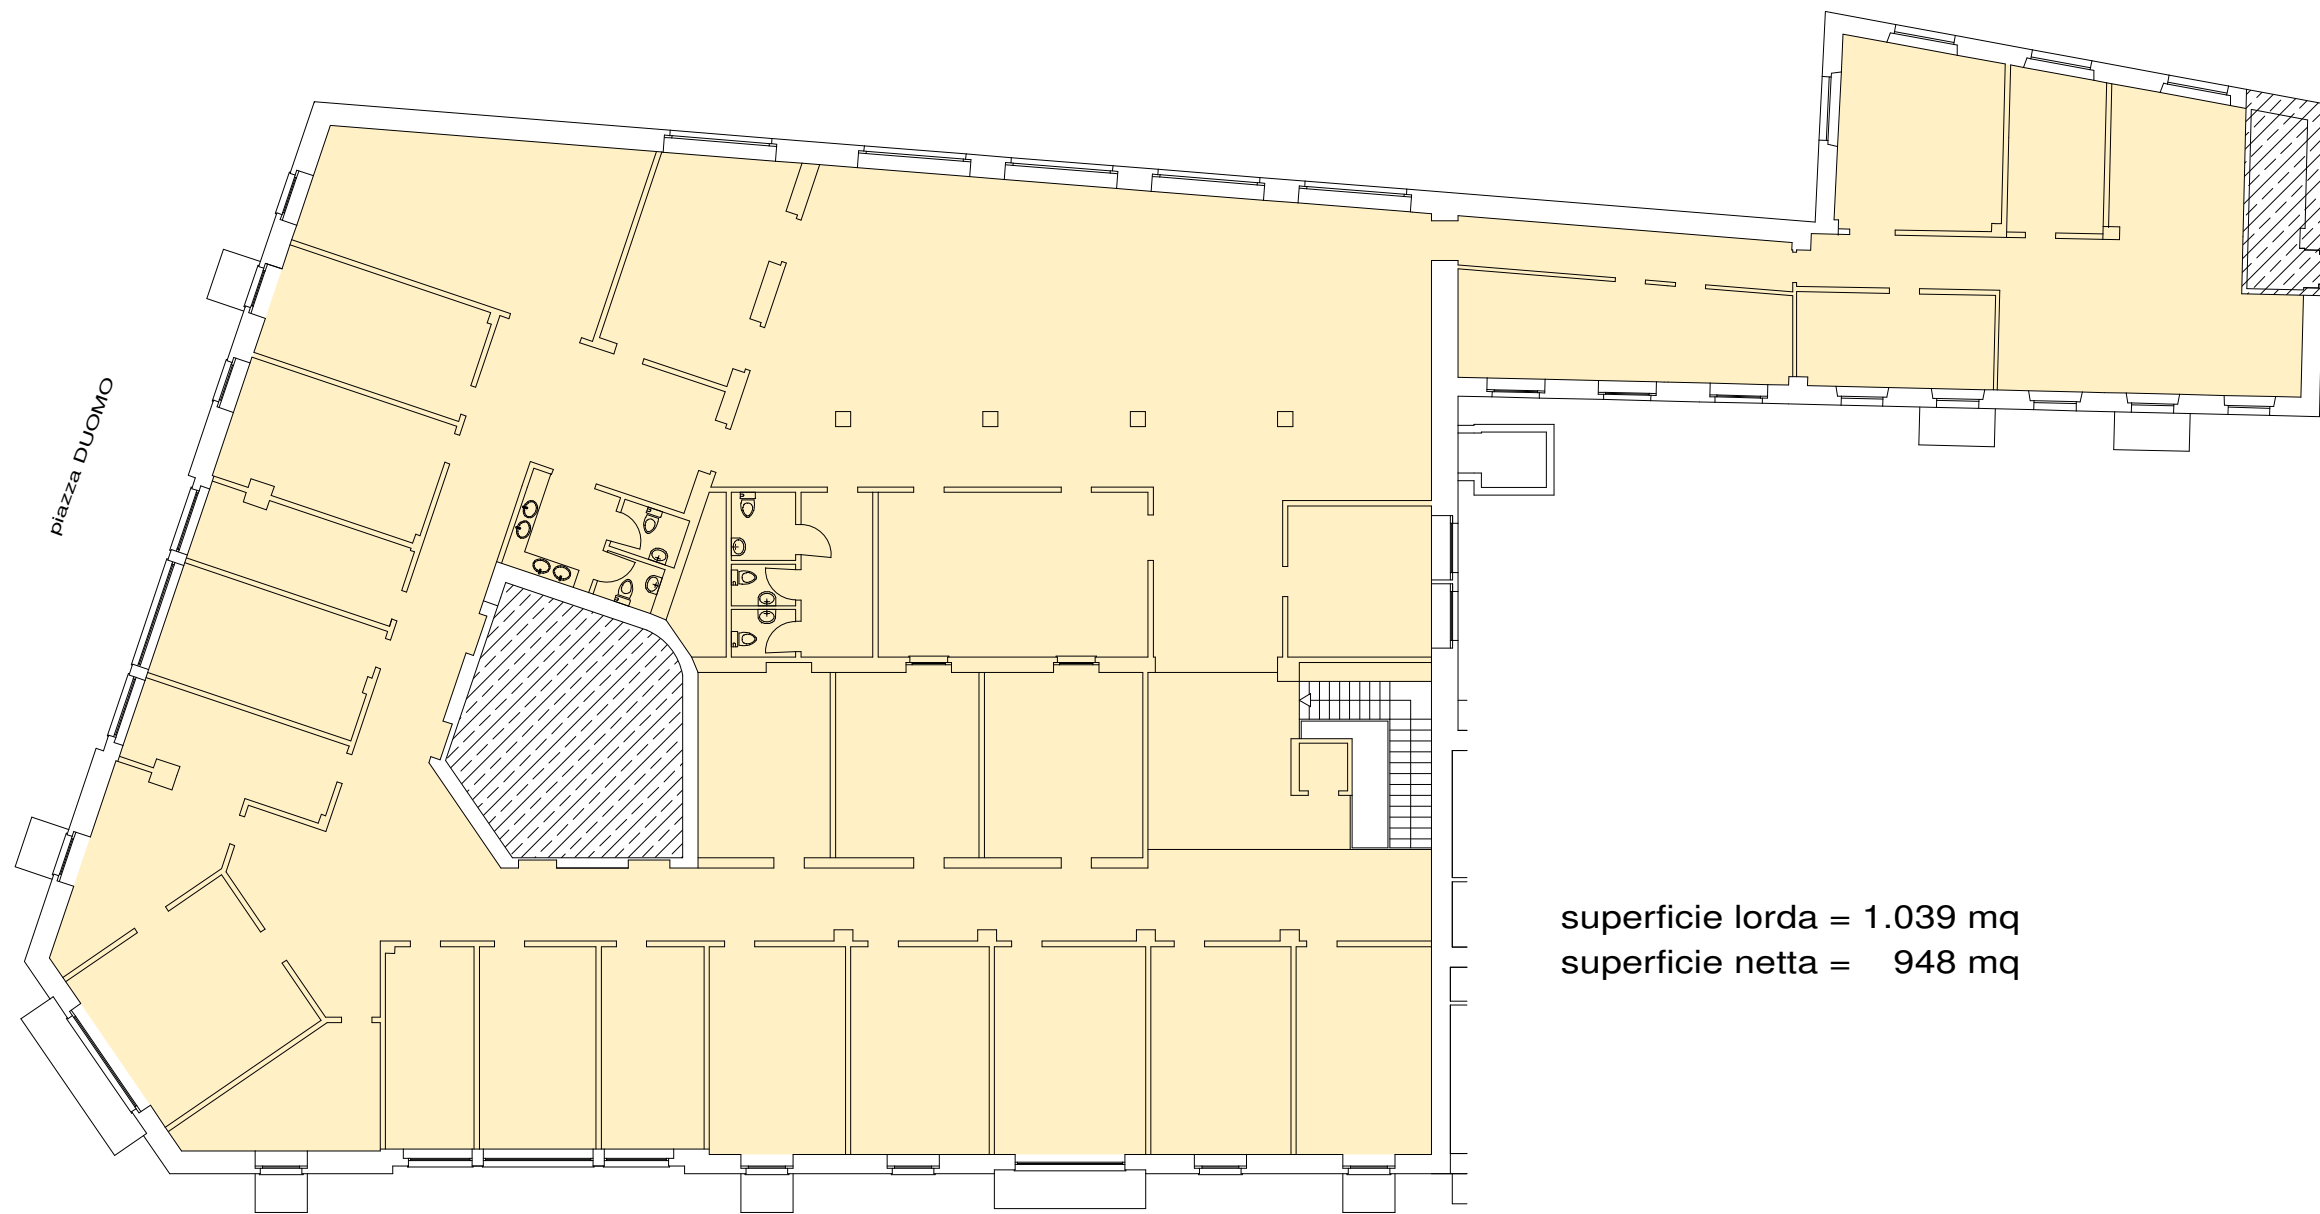 piazza DUOMO
superficie lorda = 1.039 mq
superficie netta = 948 mq